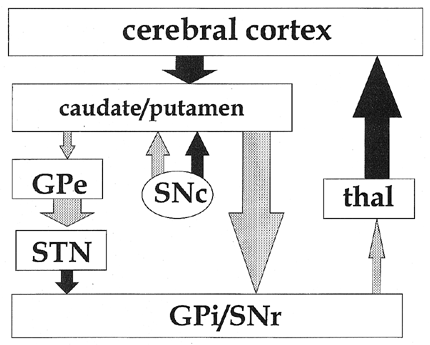 cerebral cortex
caudate/putamen
GPe
SNc
thal
STN
GPi/SNr